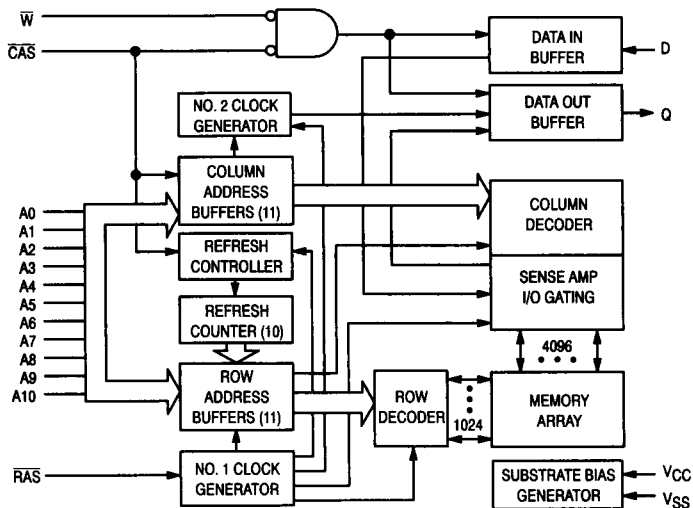 W̅
C̅A̅S̅
DATA IN
BUFFER
D
NO. 2 CLOCK
GENERATOR
DATA OUT
BUFFER
Q
COLUMN
ADDRESS
BUFFERS (11)
COLUMN
DECODER
A0
A1
A2
A3
A4
A5
A6
A7
A8
A9
A10
REFRESH
CONTROLLER
SENSE AMP
I/O GATING
REFRESH
COUNTER (10)
4096
ROW
ADDRESS
BUFFERS (11)
ROW
DECODER
1024
MEMORY
ARRAY
R̅A̅S̅
NO. 1 CLOCK
GENERATOR
SUBSTRATE BIAS
GENERATOR
VCC
VSS